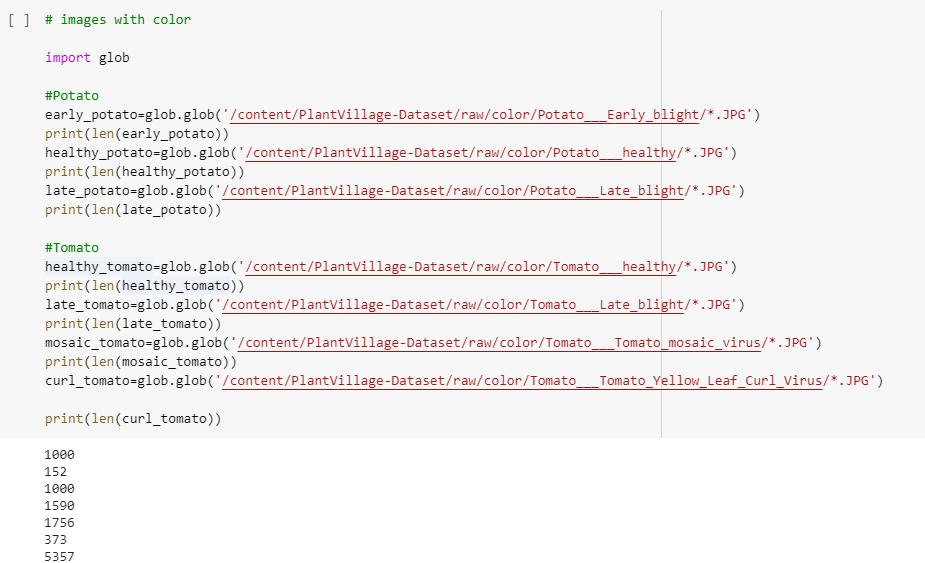 [ ] # images with color
import glob
#Potato
early_potato=glob.glob('/content/PlantVillage-Dataset/raw/color/Potato___Early_blight/*.JPG')
print(len(early_potato))
healthy_potato=glob.glob('/content/PlantVillage-Dataset/raw/color/Potato___healthy/*.JPG')
print(len(healthy_potato))
late_potato=glob.glob('/content/PlantVillage-Dataset/raw/color/Potato___Late_blight/*.JPG')
print(len(late_potato))
#Tomato
healthy_tomato=glob.glob('/content/PlantVillage-Dataset/raw/color/Tomato___healthy/*.JPG')
print(len(healthy_tomato))
late_tomato=glob.glob('/content/PlantVillage-Dataset/raw/color/Tomato___Late_blight/*.JPG')
print(len(late_tomato))
mosaic_tomato=glob.glob('/content/PlantVillage-Dataset/raw/color/Tomato___Tomato_mosaic_virus/*.JPG')
print(len(mosaic_tomato))
curl_tomato=glob.glob('/content/PlantVillage-Dataset/raw/color/Tomato___Tomato_Yellow_Leaf_Curl_Virus/*.JPG')
print(len(curl_tomato))
1000
152
1000
1590
1756
373
5357